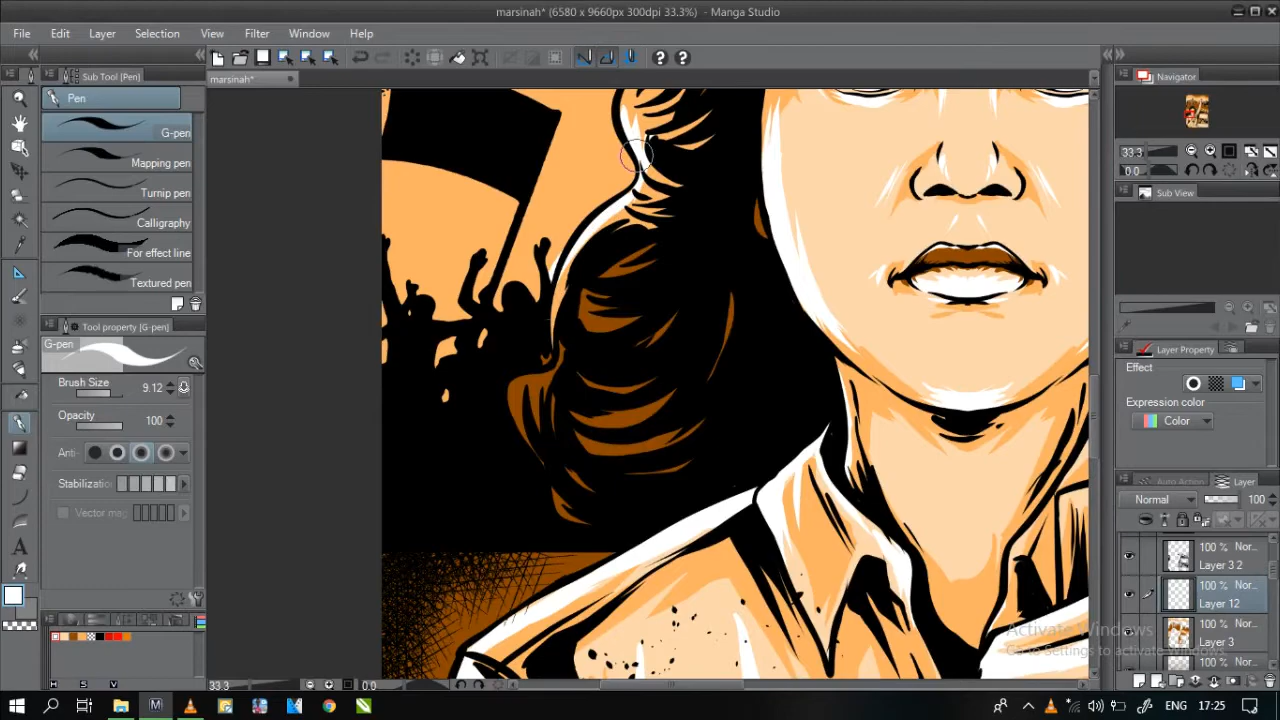 marsinah* (6580 x 9660px 300dpi 33.3%) - Manga Studio
File Edit Layer Selection View Filter Window Help
Sub Tool [Pen]
marsinah*
Navigator
Pen
G-pen
Mapping pen
Turnip pen
Calligraphy
For effect line
Textured pen
33.3
0.0
Sub View
Tool property [G-pen]
G-pen
Brush Size 9.12
Opacity 100
Anti-
Stabilization
Vector mag
Layer Property
Effect
Expression color
Color
Auto Action Layer
Normal 100
100 % Nor...
Layer 3 2
100 % Nor...
Layer 12
100 % Nor...
Layer 3
100 % Nor...
Activate Windows
Go to Settings to activate Windows.
H S V
33.3 0.0
ENG 17:25